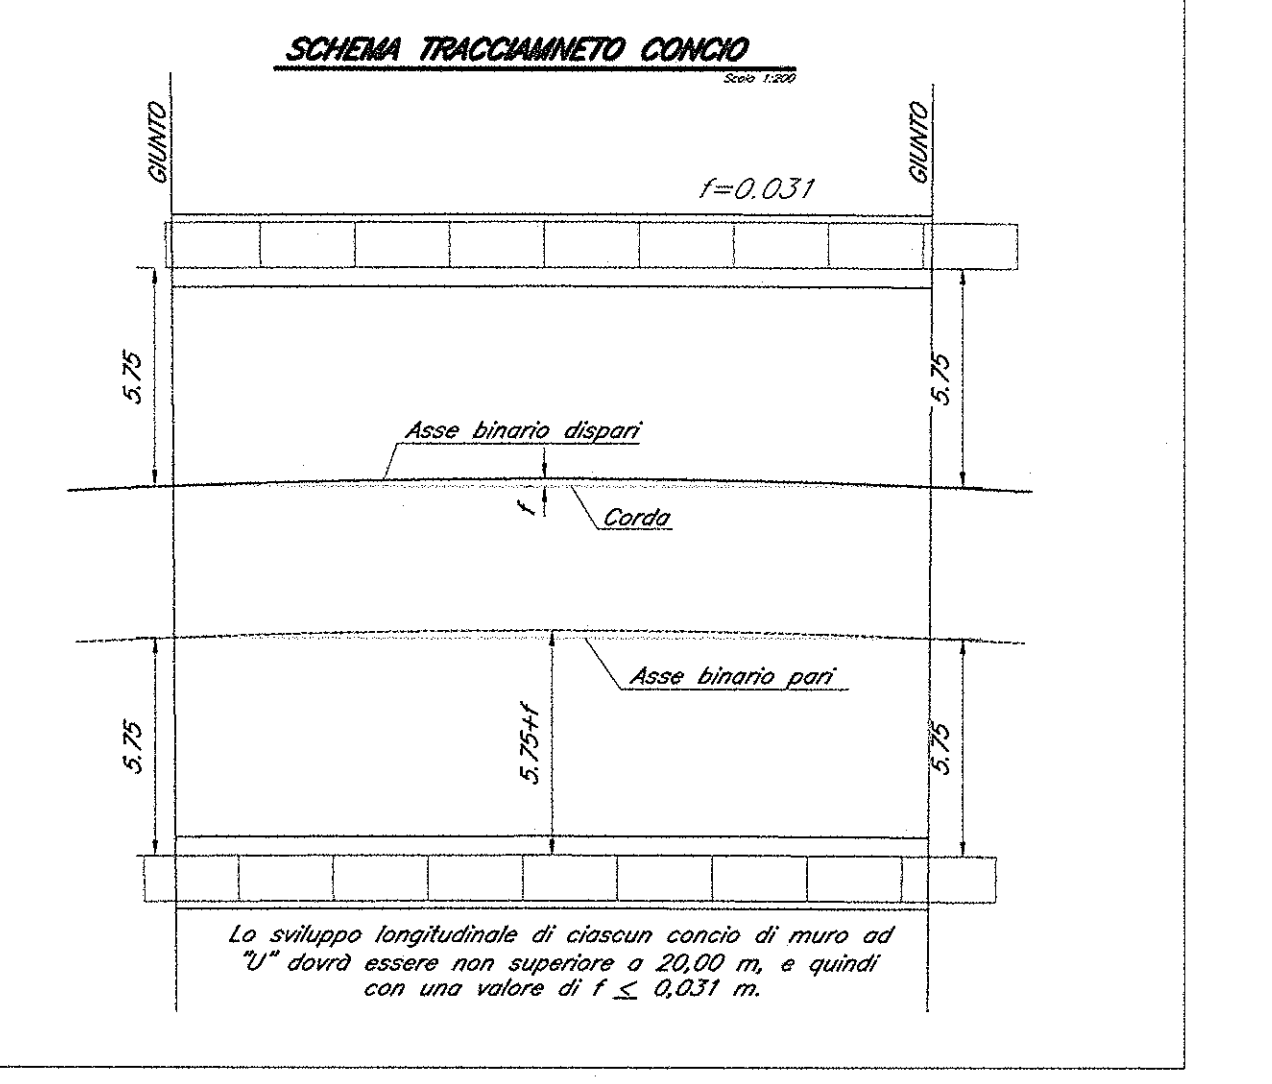 SCHEMA TRACCIAMNETO CONCIO
Scala 1:200
GIUNTO
GIUNTO
f=0.031
5.75
5.75
Asse binario dispari
f
Corda
Asse binario pari
5.75
5.75+f
5.75
Lo sviluppo longitudinale di ciascun concio di muro ad
"U" dovrà essere non superiore a 20,00 m, e quindi
con una valore di f ≤ 0,031 m.